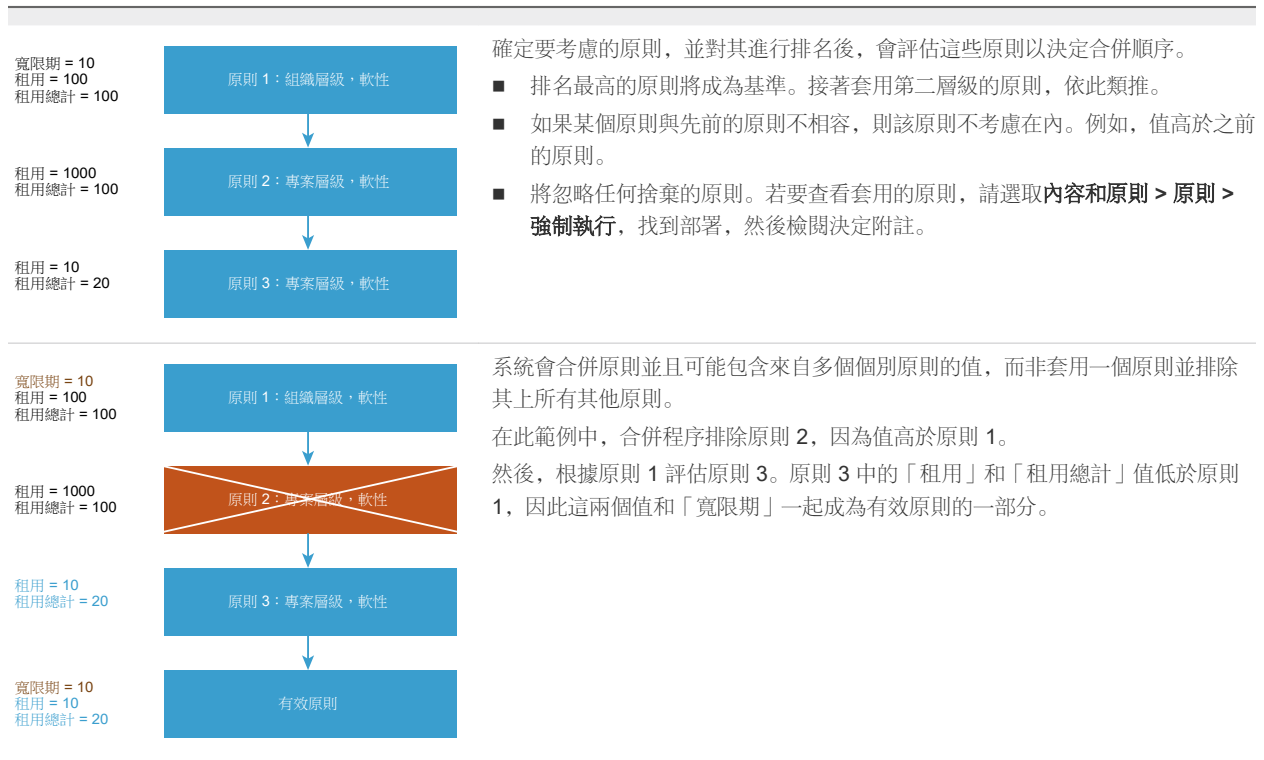 寬限期 = 10
租用 = 100
租用總計 = 100
原則 1：組織層級，軟性
租用 = 1000
租用總計 = 100
原則 2：專案層級，軟性
租用 = 10
租用總計 = 20
原則 3：專案層級，軟性
確定要考慮的原則，並對其進行排名後，會評估這些原則以決定合併順序。
■ 排名最高的原則將成為基準。接著套用第二層級的原則，依此類推。
■ 如果某個原則與先前的原則不相容，則該原則不考慮在內。例如，值高於之前
的原則。
■ 將忽略任何捨棄的原則。若要查看套用的原則，請選取內容和原則 > 原則 >
強制執行，找到部署，然後檢閱決定附註。
寬限期 = 10
租用 = 100
租用總計 = 100
原則 1：組織層級，軟性
租用 = 1000
租用總計 = 100
原則 2：專案層級，軟性
租用 = 10
租用總計 = 20
原則 3：專案層級，軟性
寬限期 = 10
租用 = 10
租用總計 = 20
有效原則
系統會合併原則並且可能包含來自多個個別原則的值，而非套用一個原則並排除
其上所有其他原則。
在此範例中，合併程序排除原則 2，因為值高於原則 1。
然後，根據原則 1 評估原則 3。原則 3 中的「租用」和「租用總計」值低於原則
1，因此這兩個值和「寬限期」一起成為有效原則的一部分。